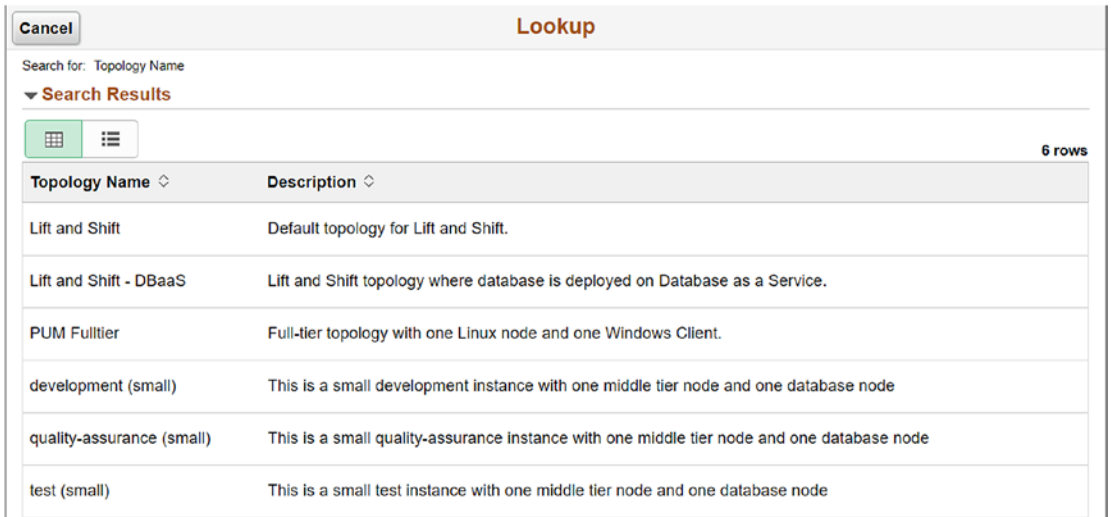 Cancel
Lookup
Search for: Topology Name
Search Results
6 rows
Topology Name Description
Lift and Shift Default topology for Lift and Shift.
Lift and Shift - DBaaS Lift and Shift topology where database is deployed on Database as a Service.
PUM Fulltier Full-tier topology with one Linux node and one Windows Client.
development (small) This is a small development instance with one middle tier node and one database node
quality-assurance (small) This is a small quality-assurance instance with one middle tier node and one database node
test (small) This is a small test instance with one middle tier node and one database node